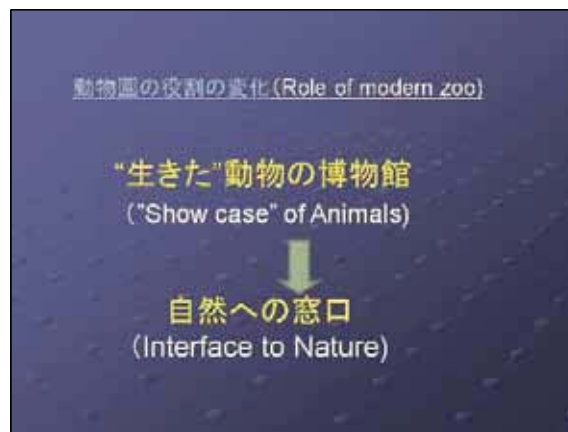 動物園の役割の変化(Role of modern zoo)
“生きた”動物の博物館
("Show case" of Animals)
自然への窓口
(Interface to Nature)